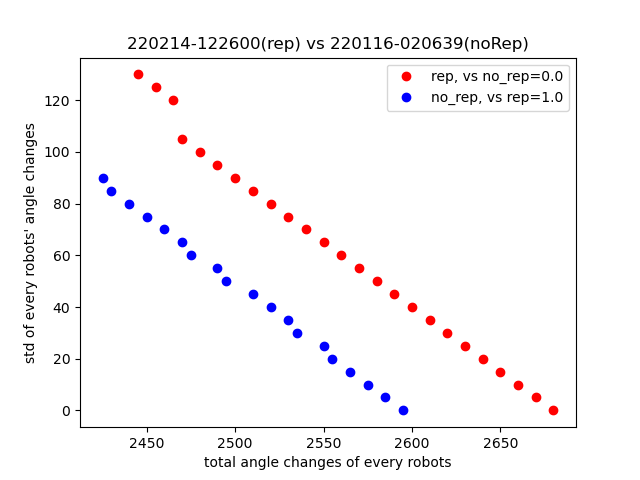 220214-122600(rep) vs 220116-020639(noRep)
rep, vs no_rep=0.0
no_rep, vs rep=1.0
std of every robots' angle changes
120
100
80
60
40
20
0
2450 2500 2550 2600 2650
total angle changes of every robots